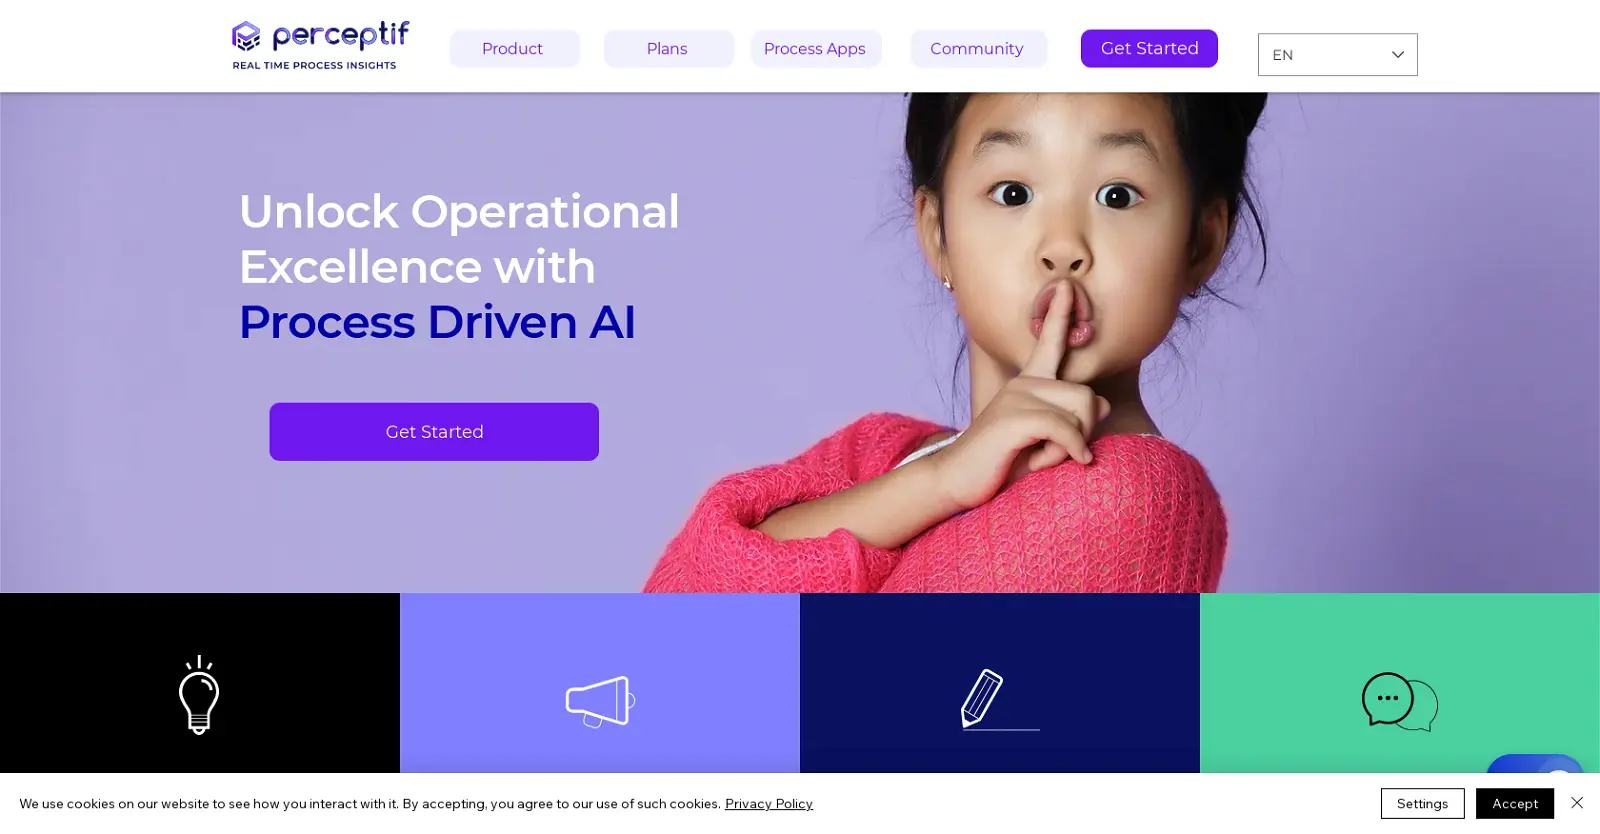 perceptif
REAL TIME PROCESS INSIGHTS
Product
Plans
Process Apps
Community
Get Started
EN
Unlock Operational
Excellence with
Process Driven AI
Get Started
We use cookies on our website to see how you interact with it. By accepting, you agree to our use of such cookies. Privacy Policy
Settings
Accept